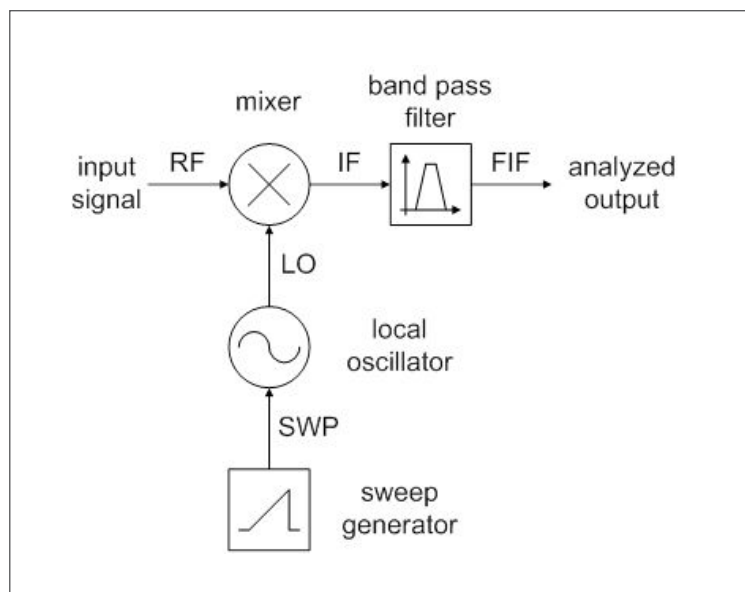 mixer
band pass
filter
input
signal
RF
IF
FIF
analyzed
output
LO
local
oscillator
SWP
sweep
generator